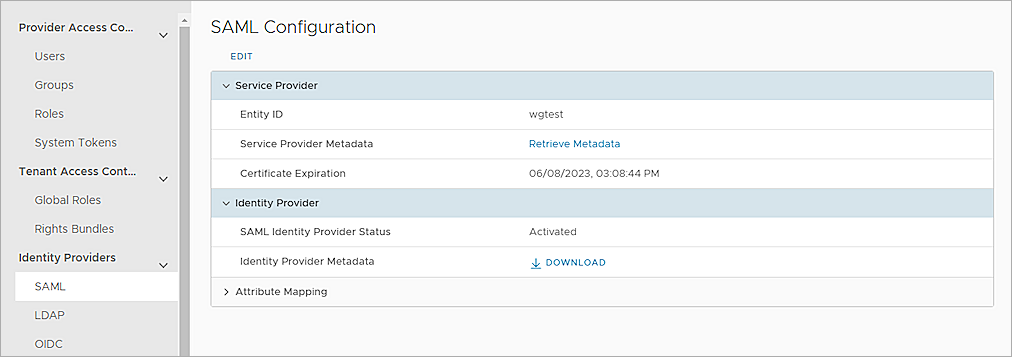 Provider Access Co...
Users
Groups
Roles
System Tokens
Tenant Access Cont...
Global Roles
Rights Bundles
Identity Providers
SAML
LDAP
OIDC
SAML Configuration
EDIT
Service Provider
Entity ID wgtest
Service Provider Metadata Retrieve Metadata
Certificate Expiration 06/08/2023, 03:08:44 PM
Identity Provider
SAML Identity Provider Status Activated
Identity Provider Metadata DOWNLOAD
Attribute Mapping